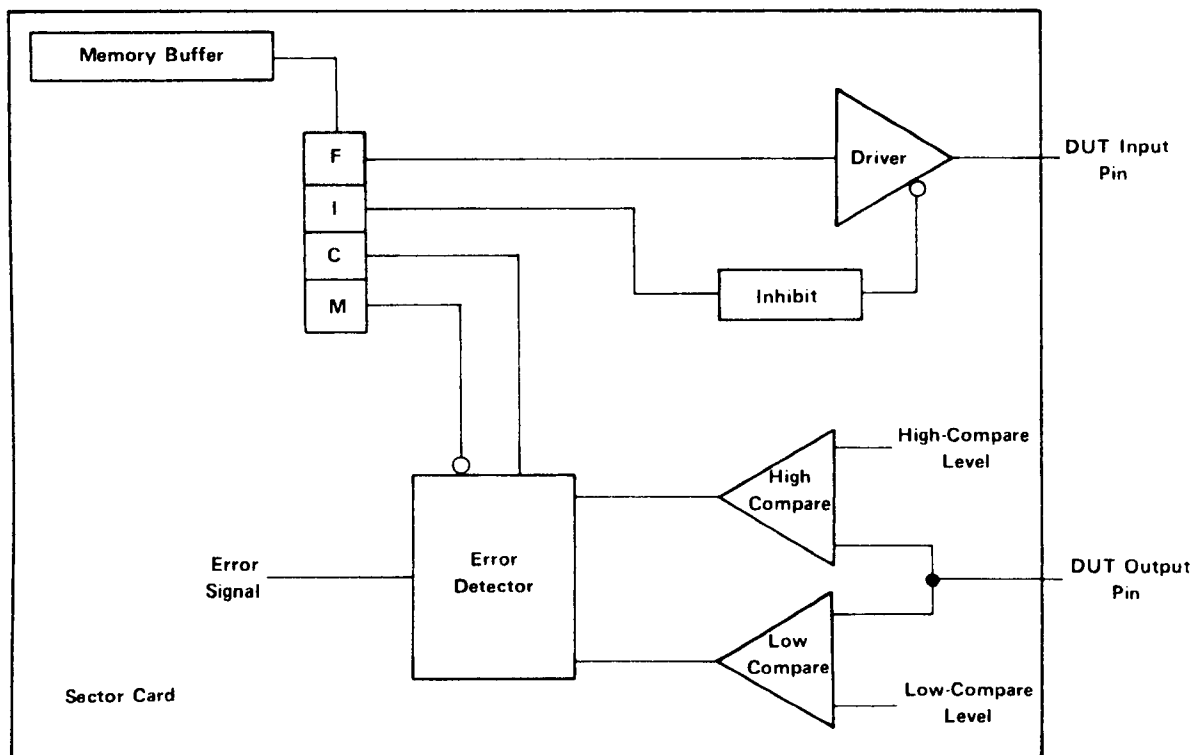 Memory Buffer
F
I
C
M
Driver
DUT Input
Pin
Inhibit
High-Compare
Level
High
Compare
Error
Signal
Error
Detector
DUT Output
Pin
Low
Compare
Low-Compare
Level
Sector Card